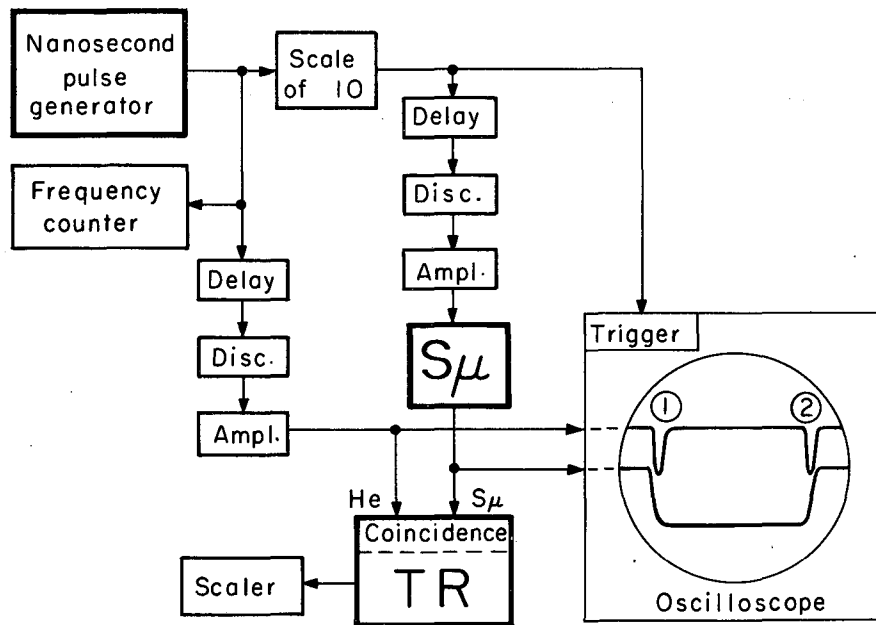 Nanosecond
pulse
generator
Scale
of 10
Delay
Disc.
Ampl.
Frequency
counter
Delay
Disc.
Ampl.
Sμ
Trigger
1
2
He
Sμ
Coincidence
TR
Scaler
Oscilloscope